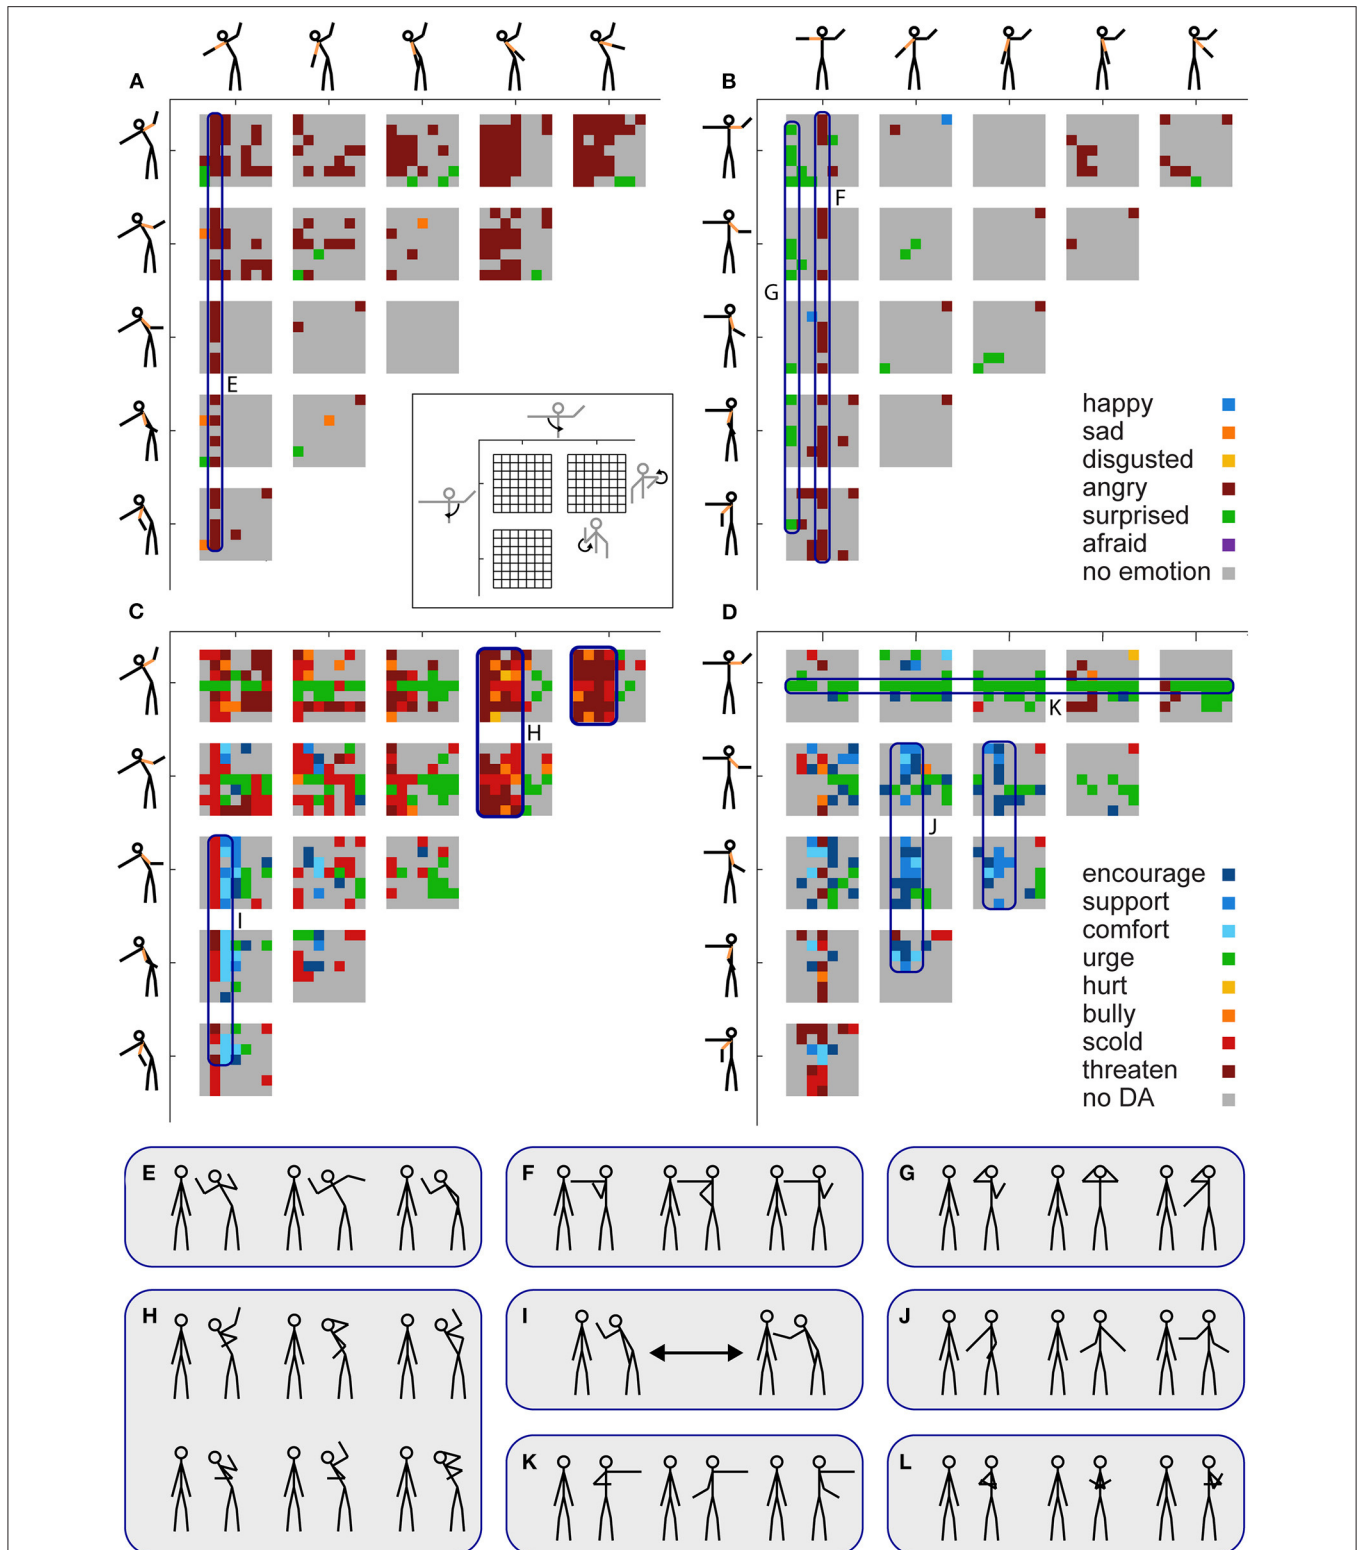 A
B
F
G
E
happy
sad
disgusted
angry
surprised
afraid
no emotion
C
D
K
H
J
I
encourage
support
comfort
urge
hurt
bully
scold
threaten
no DA
E
F
G
H
I
J
K
L